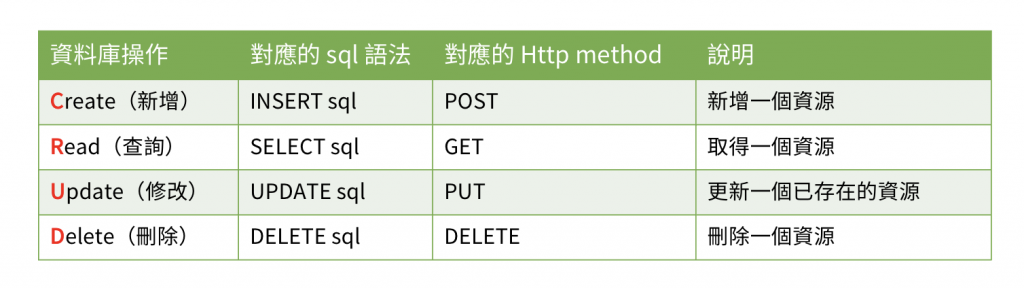 資料庫操作 對應的 sql 語法 對應的 Http method 說明
Create（新增） INSERT sql POST 新增一個資源
Read（查詢） SELECT sql GET 取得一個資源
Update（修改） UPDATE sql PUT 更新一個已存在的資源
Delete（刪除） DELETE sql DELETE 刪除一個資源